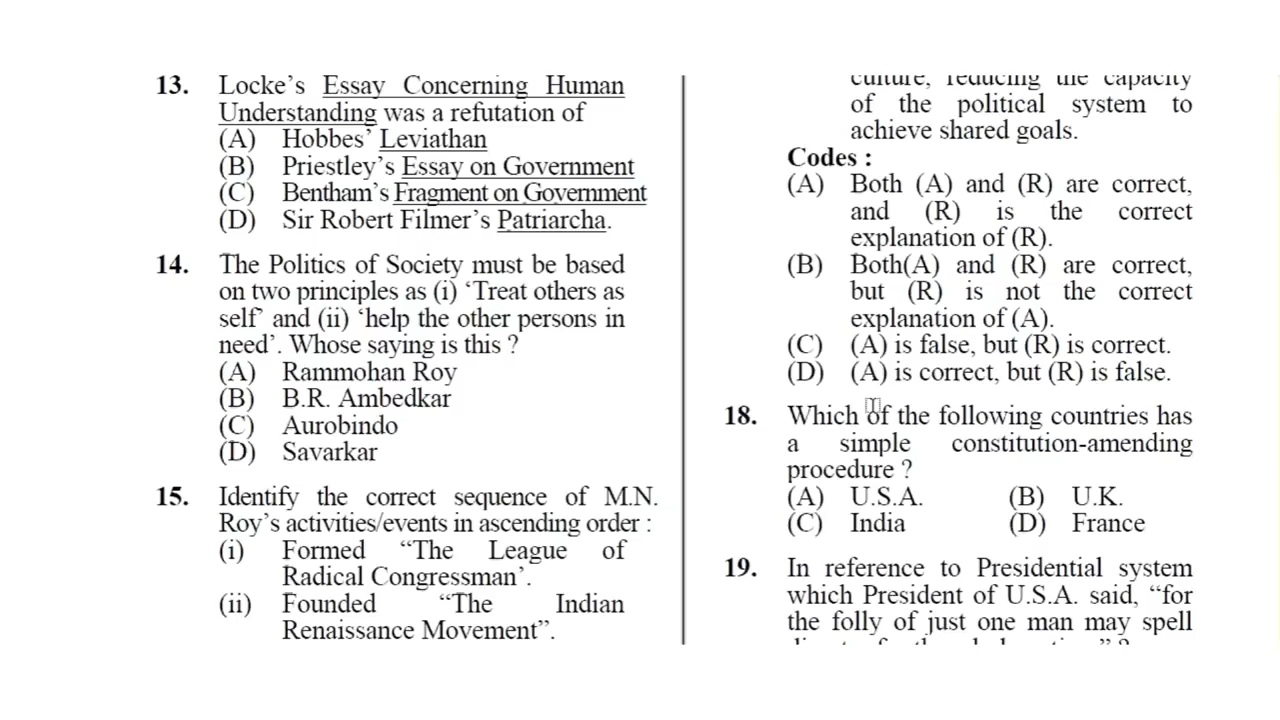 13. Locke’s Essay Concerning Human
Understanding was a refutation of
(A) Hobbes’ Leviathan
(B) Priestley’s Essay on Government
(C) Bentham’s Fragment on Government
(D) Sir Robert Filmer’s Patriarcha.
14. The Politics of Society must be based
on two principles as (i) ‘Treat others as
self’ and (ii) ‘help the other persons in
need’. Whose saying is this ?
(A) Rammohan Roy
(B) B.R. Ambedkar
(C) Aurobindo
(D) Savarkar
15. Identify the correct sequence of M.N.
Roy’s activities/events in ascending order :
(i) Formed “The League of
Radical Congressman’.
(ii) Founded “The Indian
Renaissance Movement”.
culture, reducing the capacity
of the political system to
achieve shared goals.
Codes :
(A) Both (A) and (R) are correct,
and (R) is the correct
explanation of (R).
(B) Both(A) and (R) are correct,
but (R) is not the correct
explanation of (A).
(C) (A) is false, but (R) is correct.
(D) (A) is correct, but (R) is false.
18. Which of the following countries has
a simple constitution-amending
procedure ?
(A) U.S.A. (B) U.K.
(C) India (D) France
19. In reference to Presidential system
which President of U.S.A. said, “for
the folly of just one man may spell